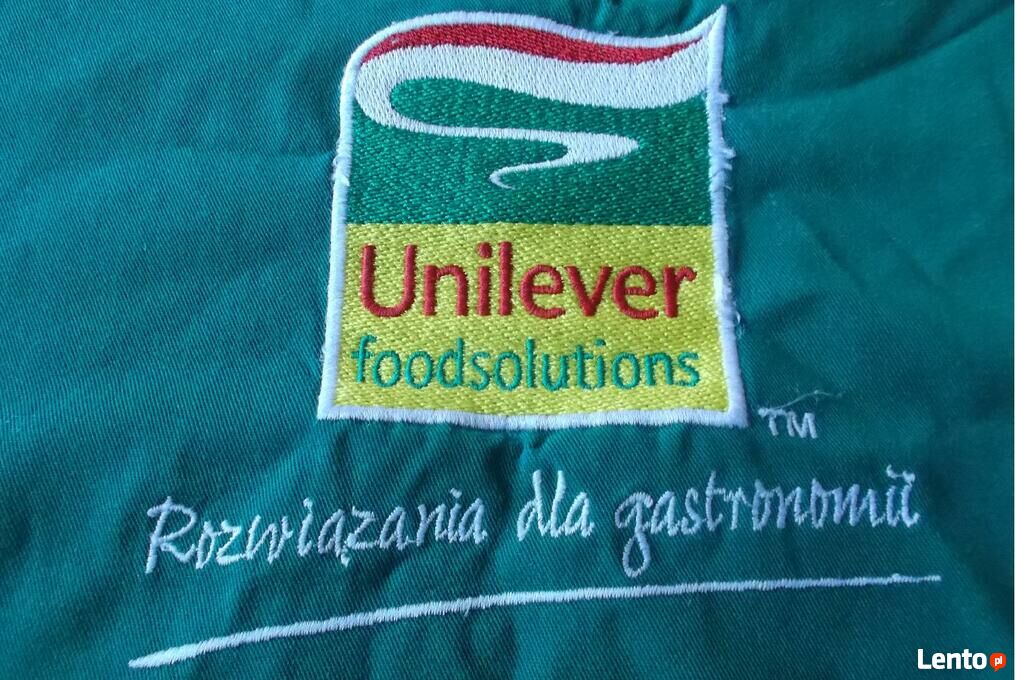 Unilever
foodsolutions
TM
Rozwiązania dla gastronomii
Lento pl